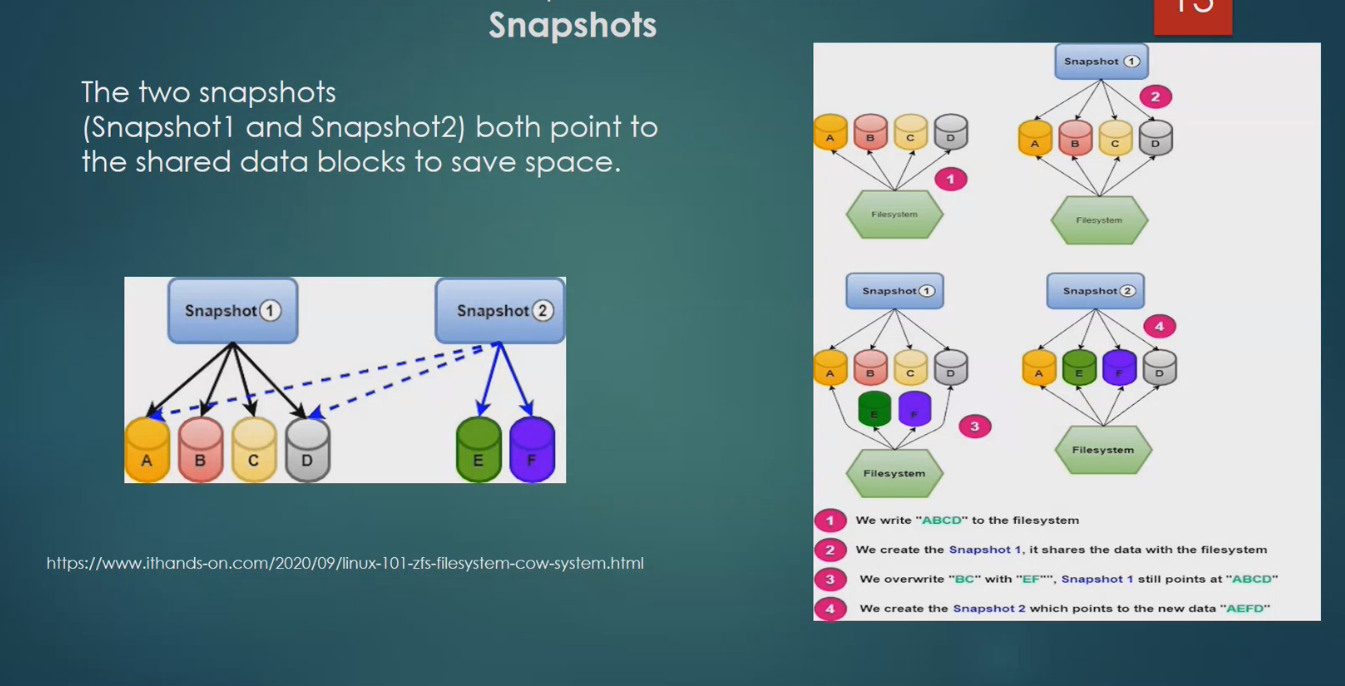 Snapshots
The two snapshots
(Snapshot1 and Snapshot2) both point to
the shared data blocks to save space.
Snapshot 1
Snapshot 2
A B C D E F
https://www.ithands-on.com/2020/09/linux-101-zfs-filesystem-cow-system.html
Snapshot 1
2
A B C D
A B C D
1
Filesystem
Filesystem
Snapshot 1
Snapshot 2
4
A B C D
A E F D
E F
3
Filesystem
Filesystem
1 We write "ABCD" to the filesystem
2 We create the Snapshot 1, it shares the data with the filesystem
3 We overwrite "BC" with "EF"", Snapshot 1 still points at "ABCD"
4 We create the Snapshot 2 which points to the new data "AEFD"